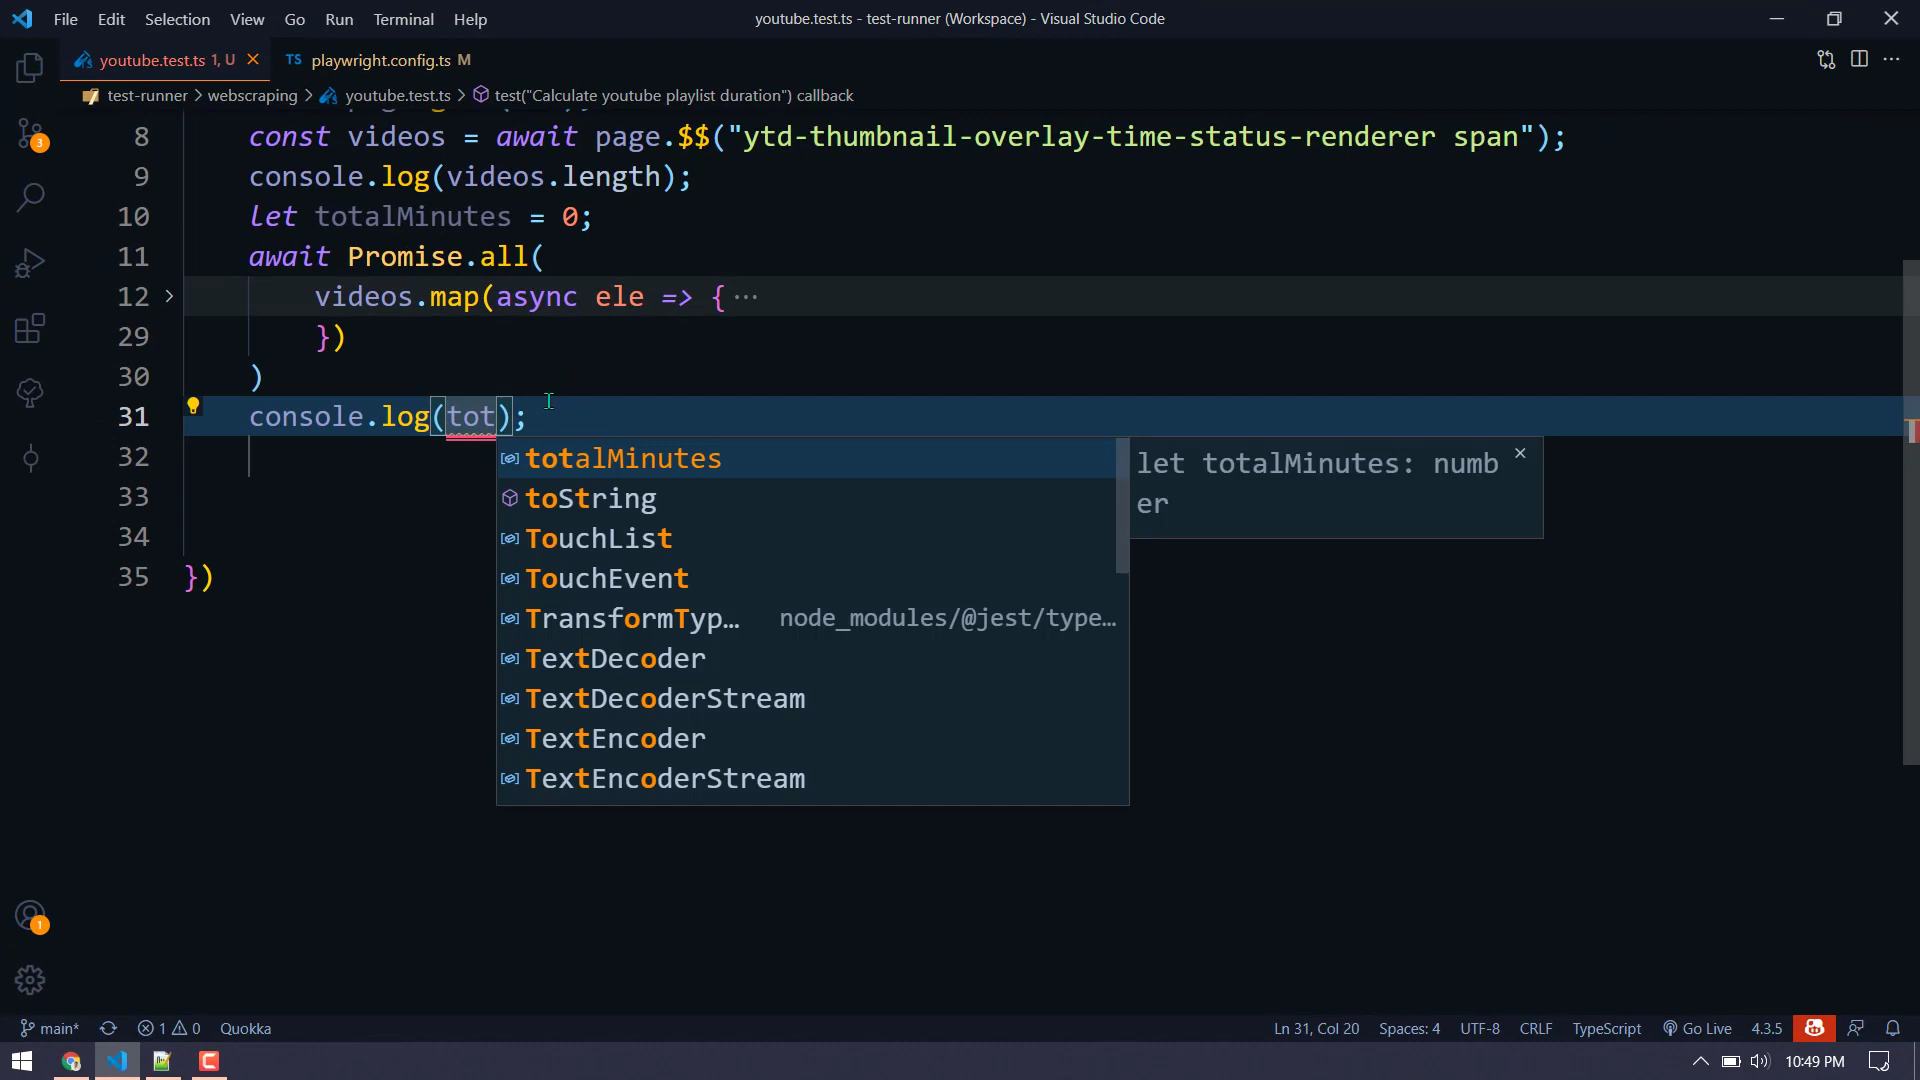 File Edit Selection View Go Run Terminal Help
youtube.test.ts - test-runner (Workspace) - Visual Studio Code
youtube.test.ts 1, U
TS playwright.config.ts M
test-runner > webscraping > youtube.test.ts > test("Calculate youtube playlist duration") callback
8 const videos = await page.$$("ytd-thumbnail-overlay-time-status-renderer span");
9 console.log(videos.length);
10 let totalMinutes = 0;
11 await Promise.all(
12 videos.map(async ele => { ···
29 })
30 )
31 console.log(tot);
totalMinutes
let totalMinutes: numb
er
32
toString
33
TouchList
34
TouchEvent
35 })
TransformTyp… node_modules/@jest/type…
TextDecoder
TextDecoderStream
TextEncoder
TextEncoderStream
3
1
main* 1 0 Quokka
Ln 31, Col 20 Spaces: 4 UTF-8 CRLF TypeScript Go Live 4.3.5
10:49 PM